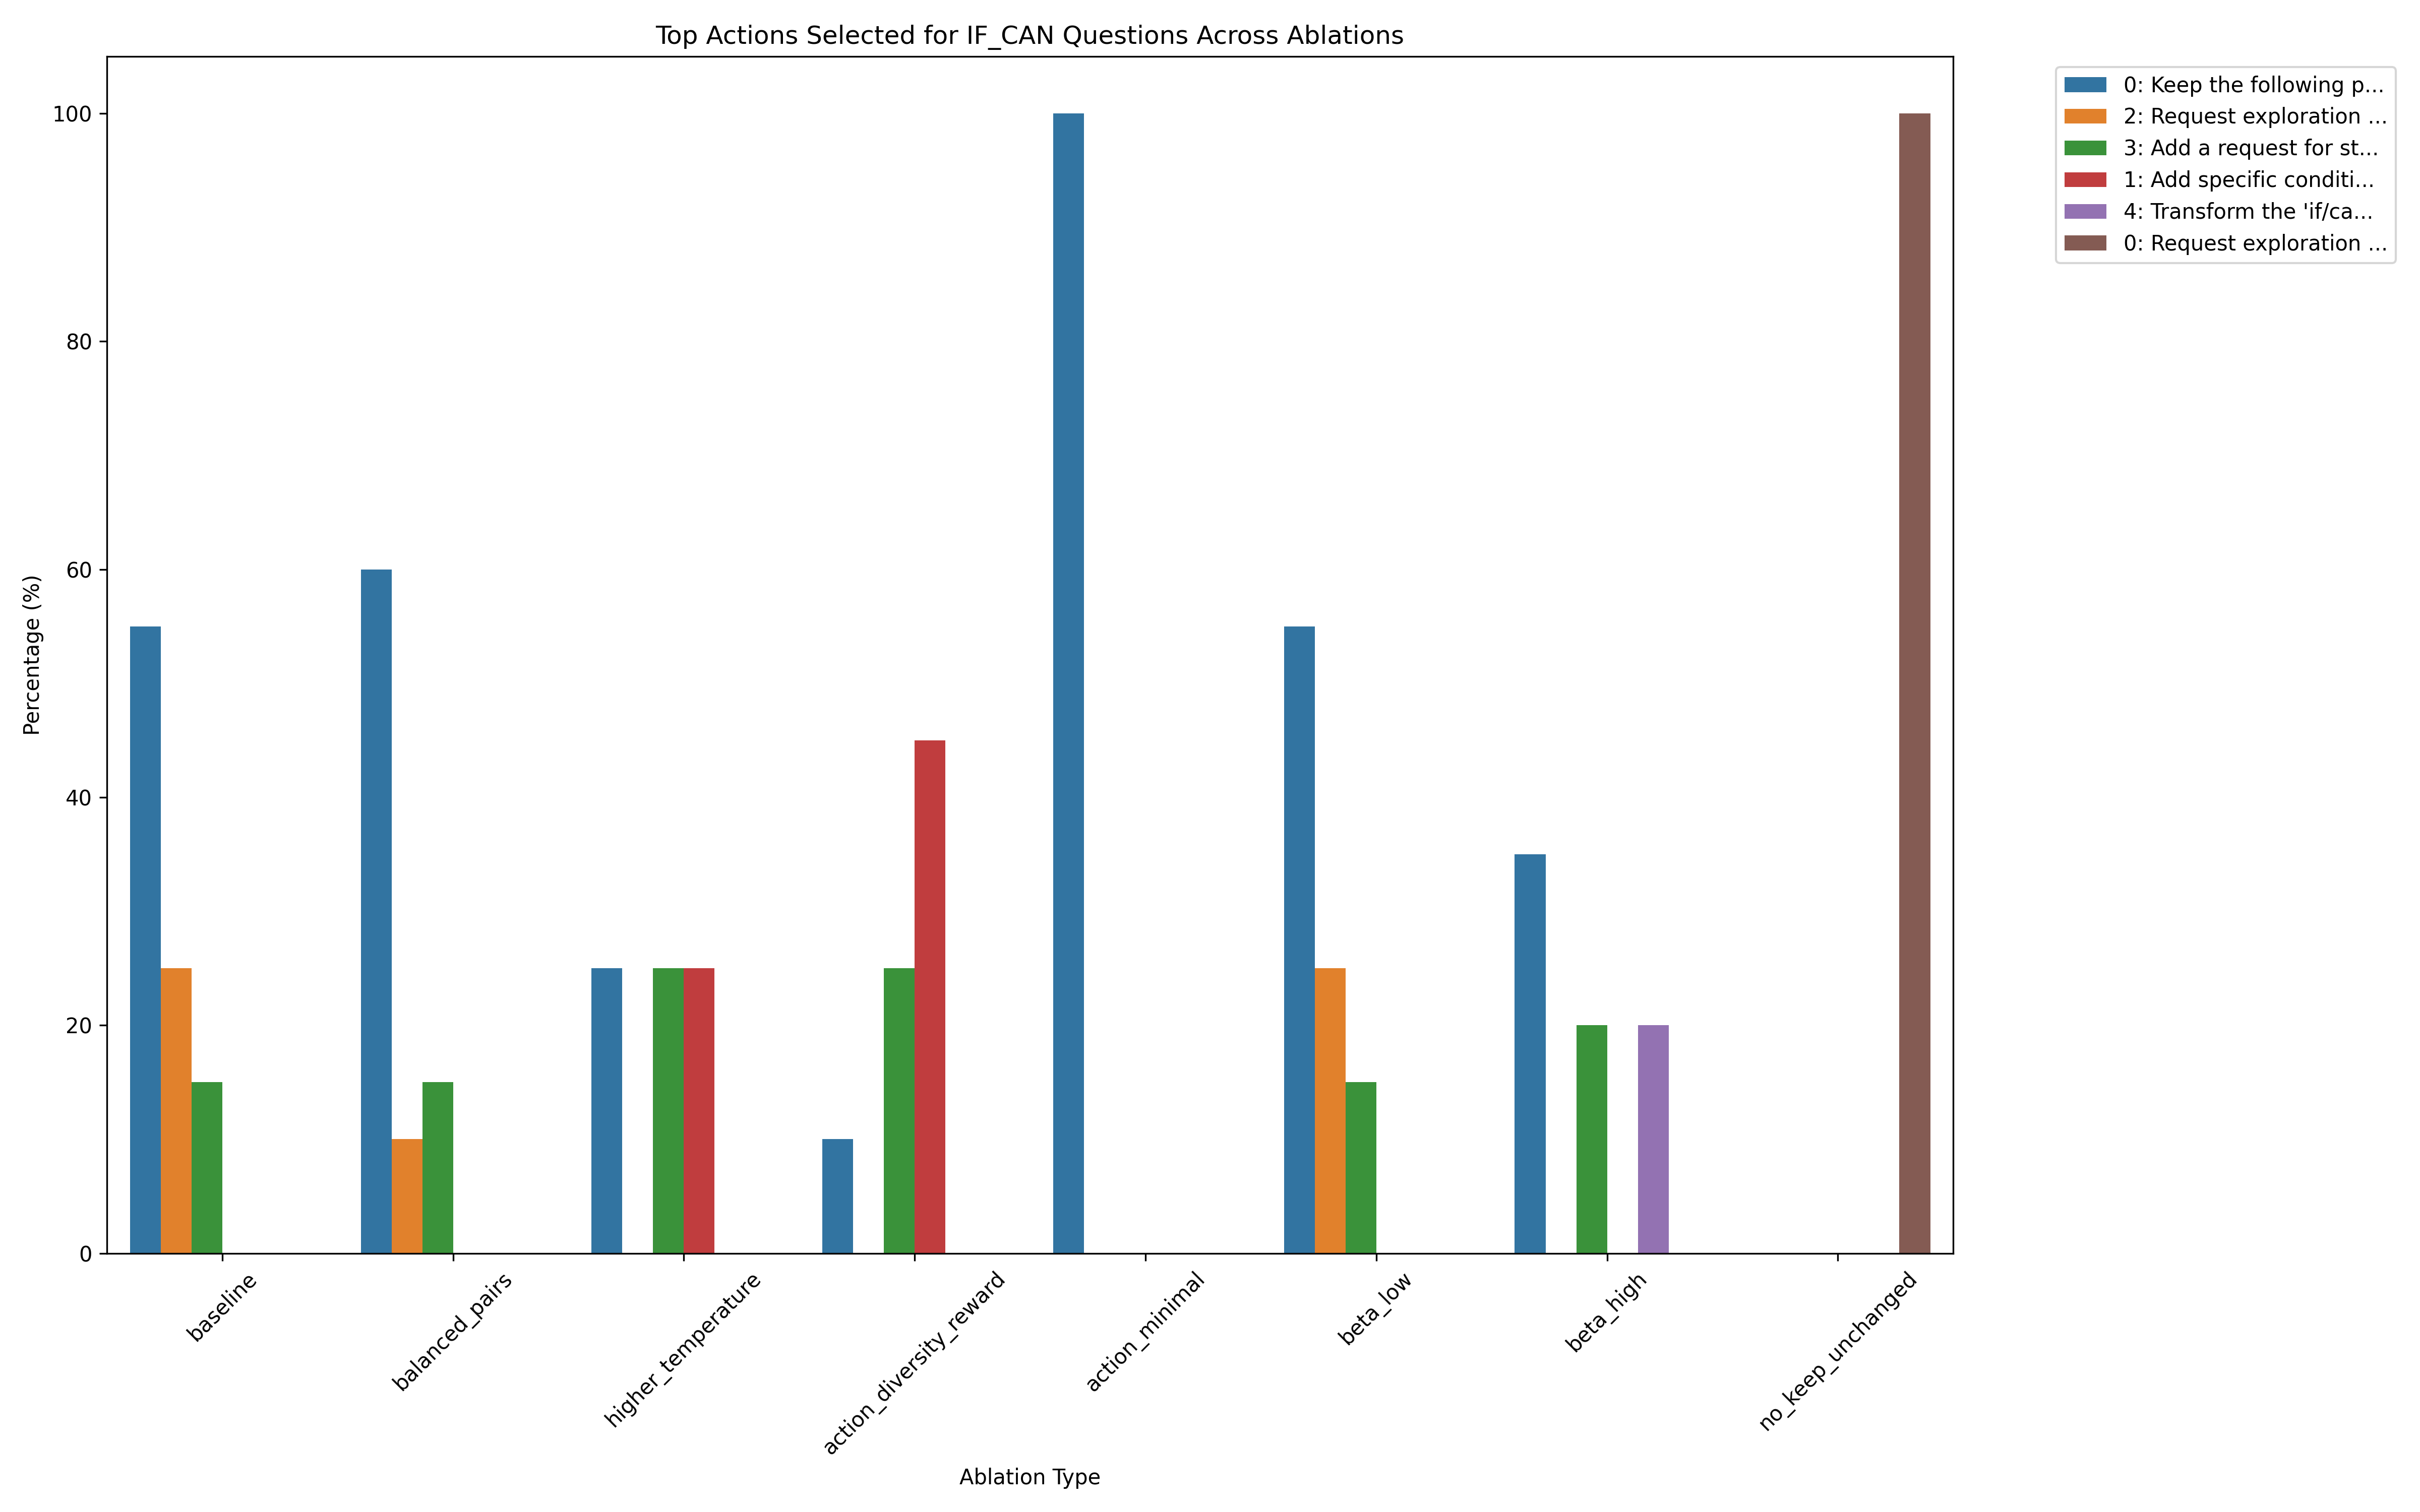 Top Actions Selected for IF_CAN Questions Across Ablations
Percentage (%)
100
80
60
40
20
0
baseline
balanced_pairs
higher_temperature
action_diversity_reward
action_minimal
beta_low
beta_high
no_keep_unchanged
Ablation Type
0: Keep the following p...
2: Request exploration ...
3: Add a request for st...
1: Add specific conditi...
4: Transform the 'if/ca...
0: Request exploration ...